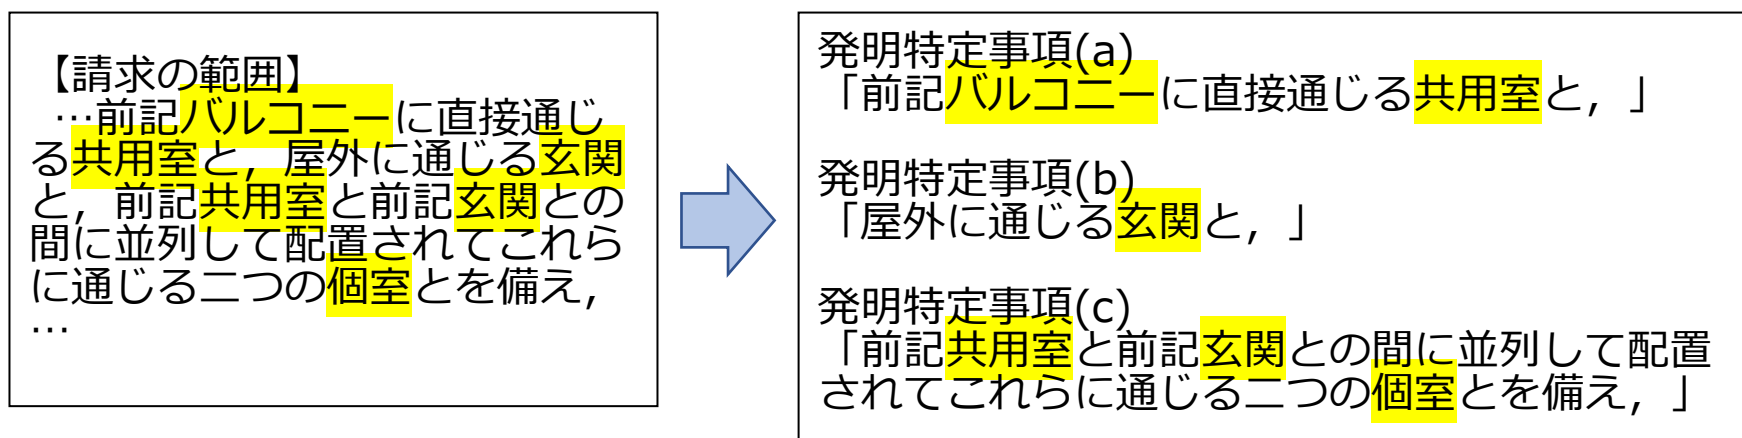 【請求の範囲】
…前記バルコニーに直接通じ
る共用室と，屋外に通じる玄関
と，前記共用室と前記玄関との
間に並列して配置されてこれら
に通じる二つの個室とを備え，
…
発明特定事項(a)
「前記バルコニーに直接通じる共用室と，」
発明特定事項(b)
「屋外に通じる玄関と，」
発明特定事項(c)
「前記共用室と前記玄関との間に並列して配置
されてこれらに通じる二つの個室とを備え，」